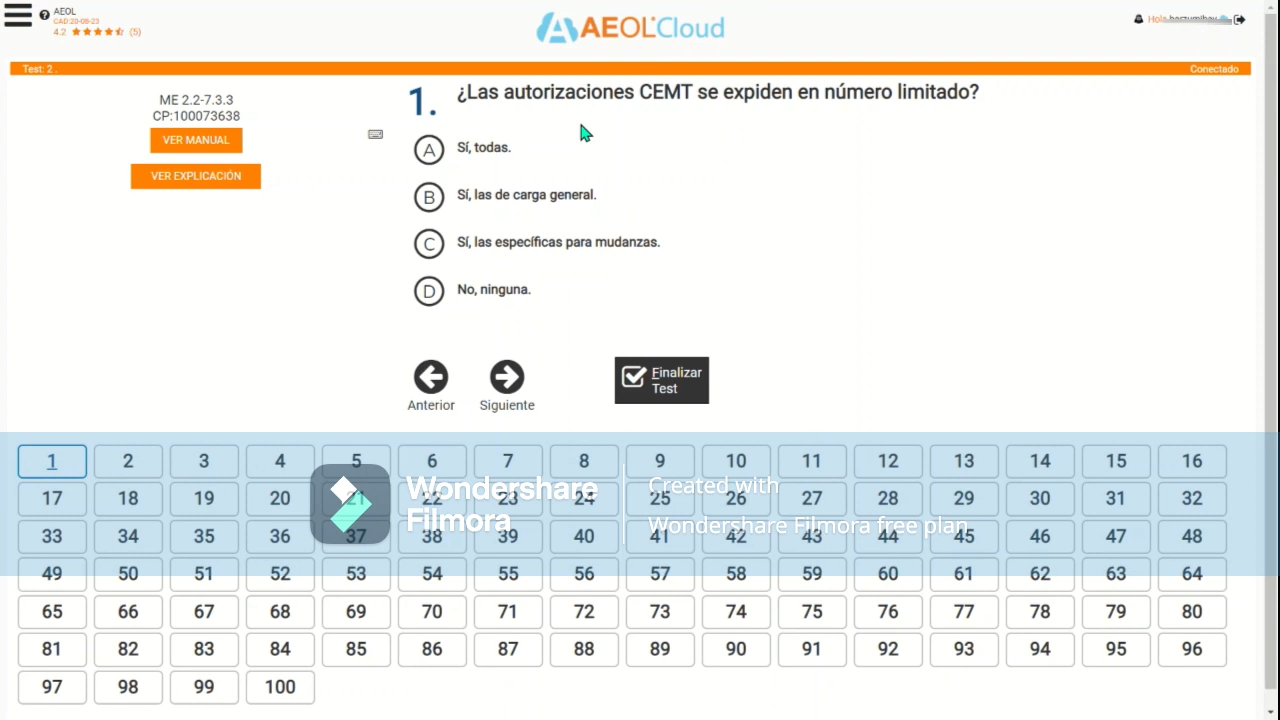 AEOL
CAD:20-09-23
4.2 (5)
AEOL Cloud
Hola
Test: 2 .
Conectado
ME 2.2-7.3.3
CP:100073638
VER MANUAL
VER EXPLICACIÓN
1. ¿Las autorizaciones CEMT se expiden en número limitado?
A Sí, todas.
B Sí, las de carga general.
C Sí, las específicas para mudanzas.
D No, ninguna.
Anterior
Siguiente
Finalizar
Test
1 2 3 4 5 6 7 8 9 10 11 12 13 14 15 16
17 18 19 20 21 22 23 24 25 26 27 28 29 30 31 32
33 34 35 36 37 38 39 40 41 42 43 44 45 46 47 48
49 50 51 52 53 54 55 56 57 58 59 60 61 62 63 64
65 66 67 68 69 70 71 72 73 74 75 76 77 78 79 80
81 82 83 84 85 86 87 88 89 90 91 92 93 94 95 96
97 98 99 100
Wondershare
Filmora
Created with
Wondershare Filmora free plan